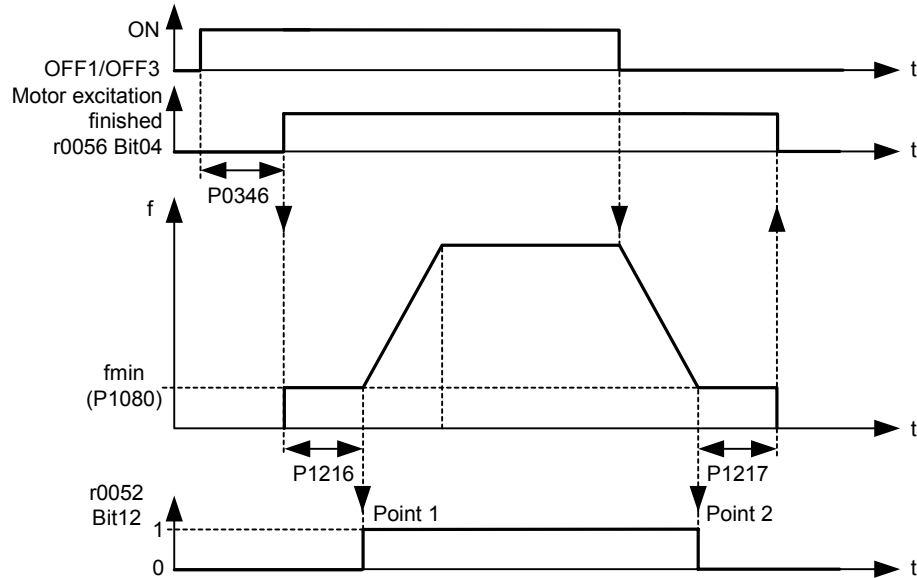 ON
OFF1/OFF3
t
Motor excitation
finished
r0056 Bit04
t
P0346
f
fmin
(P1080)
t
P1216
P1217
r0052
Bit12
1
Point 1
Point 2
0
t